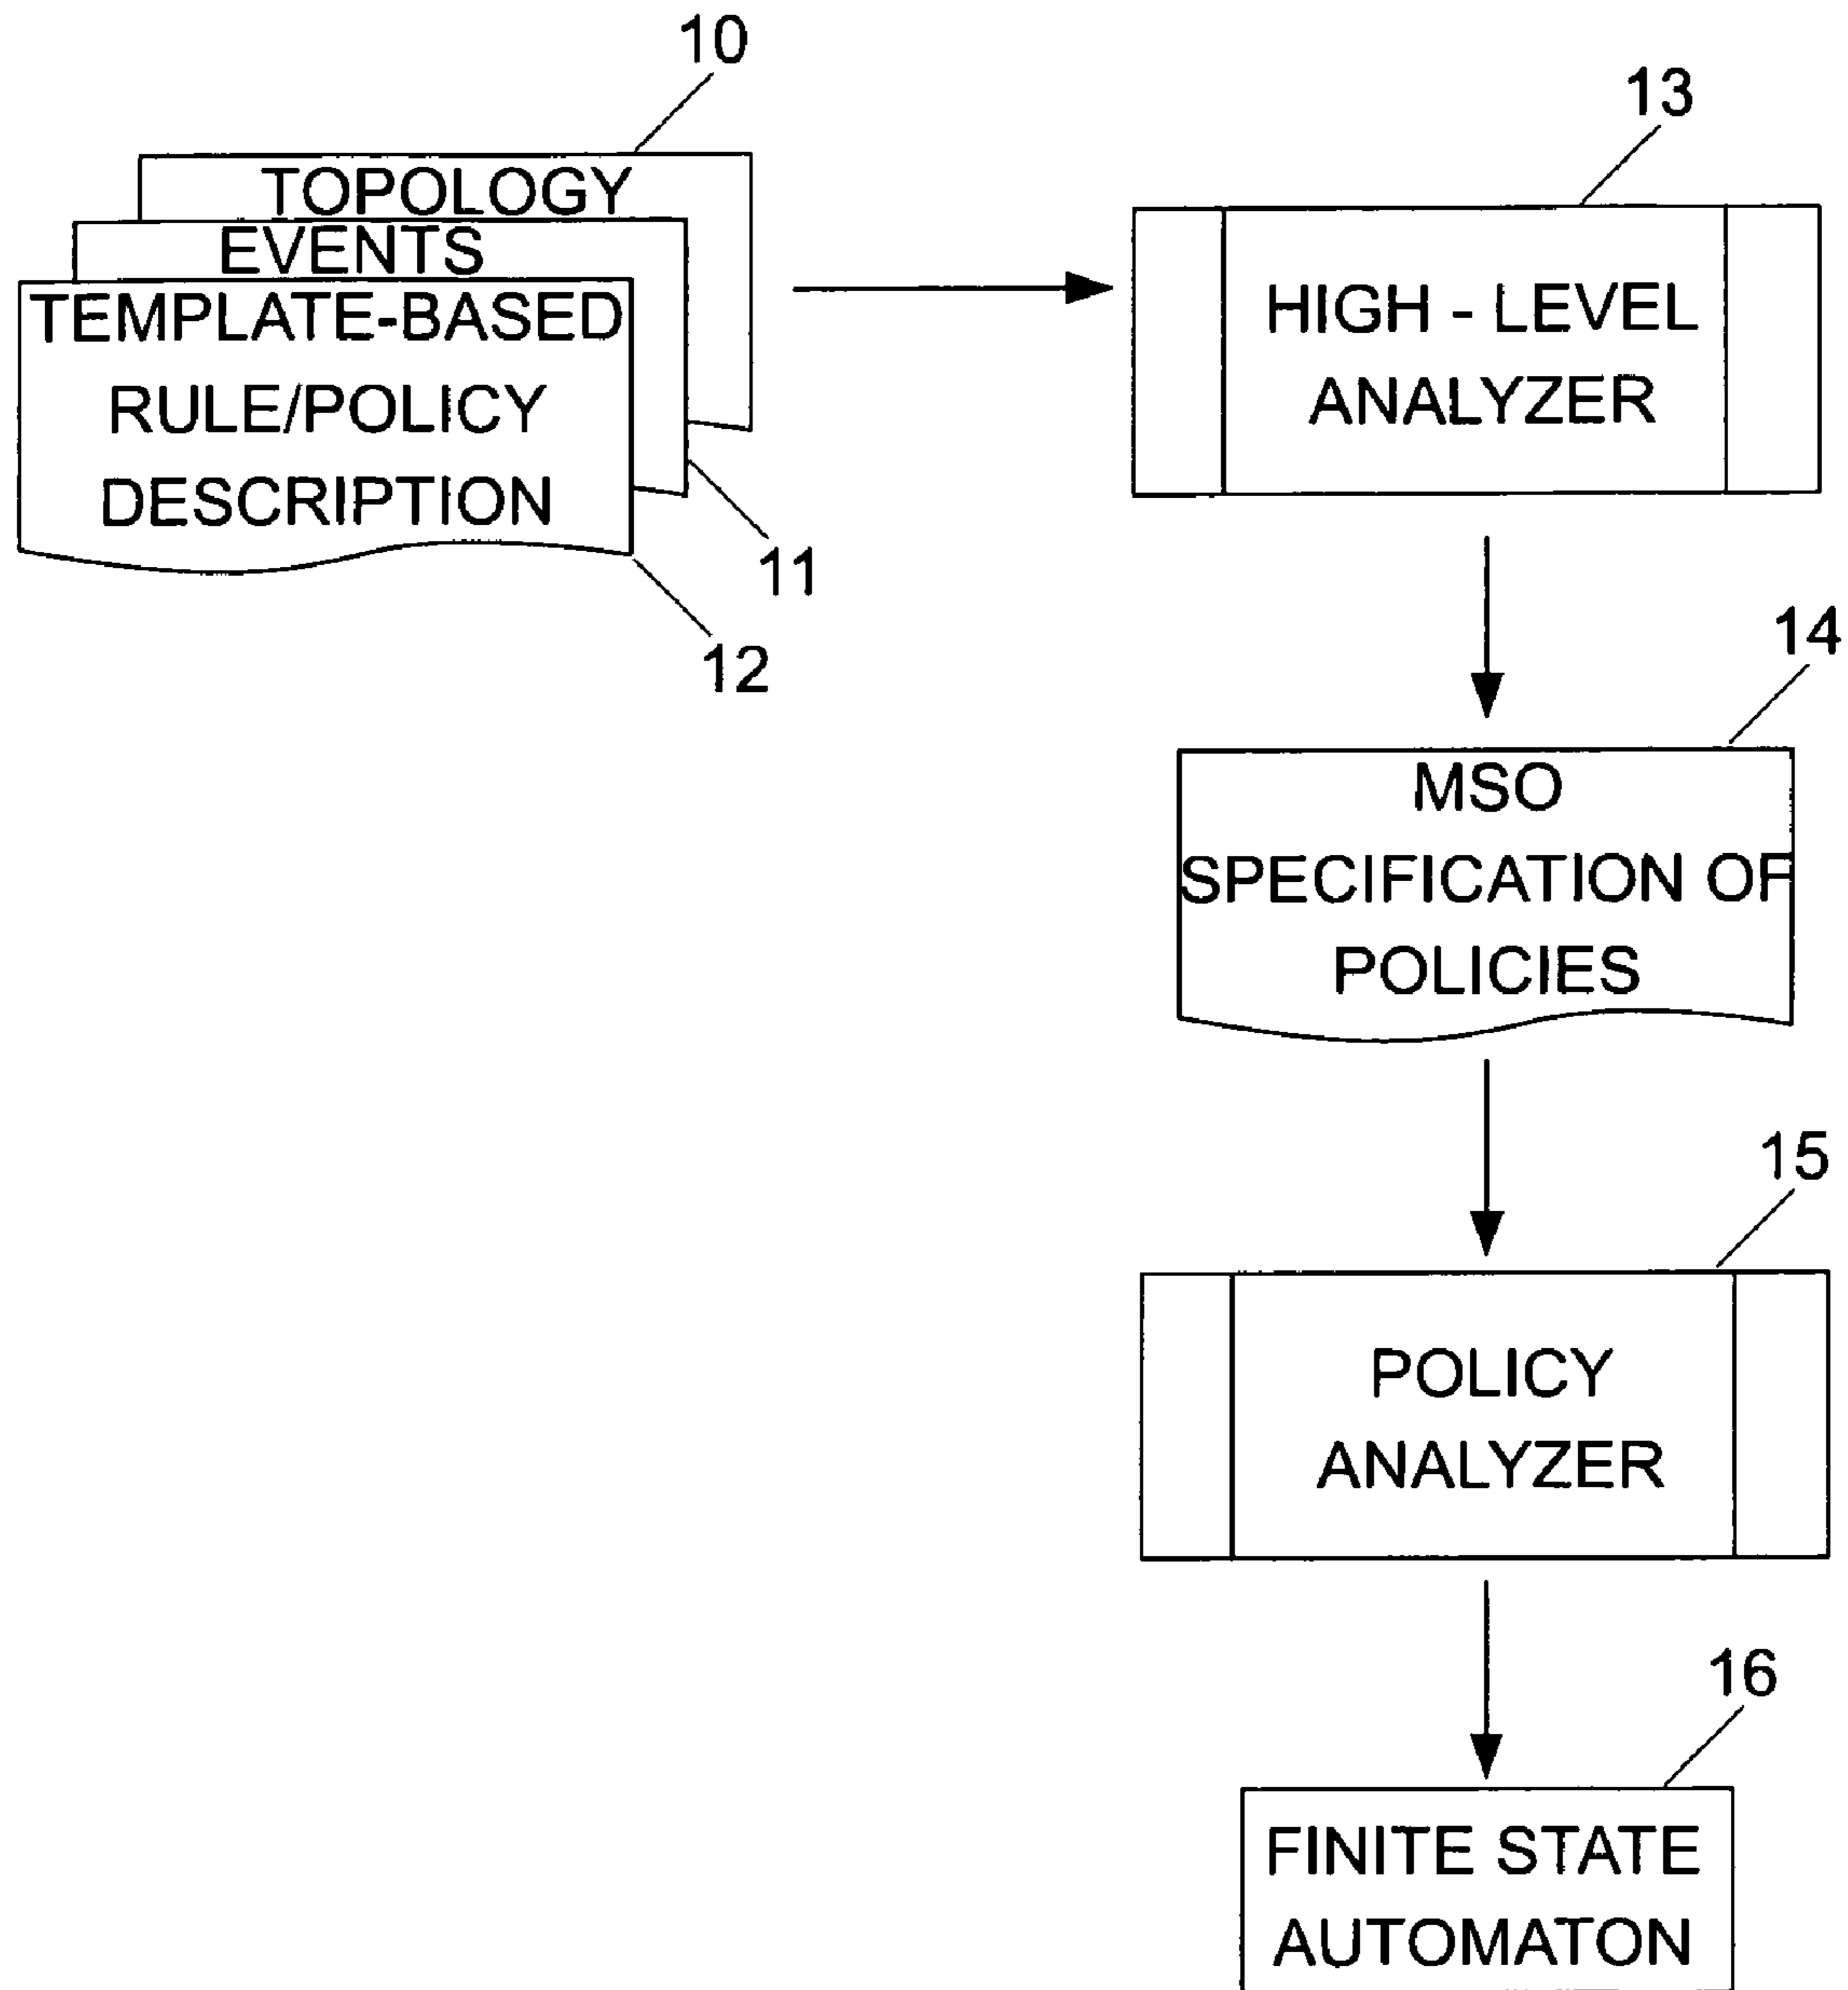 10
TOPOLOGY
EVENTS
TEMPLATE-BASED
RULE/POLICY
DESCRIPTION
11
12
13
HIGH - LEVEL
ANALYZER
14
MSO
SPECIFICATION OF
POLICIES
15
POLICY
ANALYZER
16
FINITE STATE
AUTOMATON